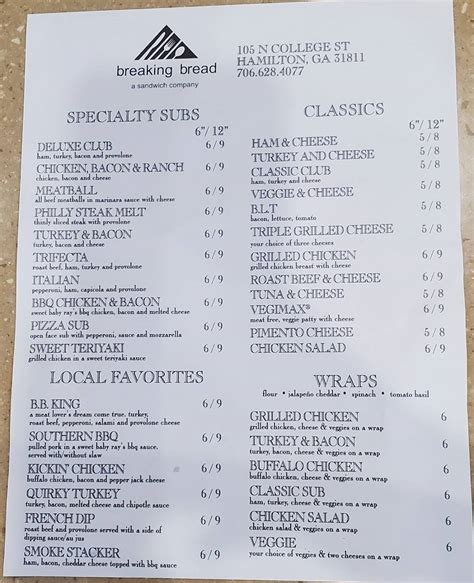 breaking bread
a sandwich company
105 N COLLEGE ST
HAMILTON, GA 31811
706.628.4077
SPECIALTY SUBS
6"/ 12"
DELUXE CLUB 6 / 9
ham, turkey, bacon and provolone
CHICKEN, BACON & RANCH 6 / 9
chicken, bacon and cheese
MEATBALL 6 / 9
all beef meatballs in marinara sauce with cheese
PHILLY STEAK MELT 6 / 9
thinly sliced steak with provolone
TURKEY & BACON 6 / 9
turkey, bacon and cheese
TRIFECTA 6 / 9
roast beef, ham, turkey and provolone
ITALIAN 6 / 9
pepperoni, ham, capicola and provolone
BBQ CHICKEN & BACON 6 / 9
sweet baby ray's bbq chicken, bacon and melted cheese
PIZZA SUB 6 / 9
open face sub with pepperoni, sauce and mozzarella
SWEET TERIYAKI 6 / 9
grilled chicken in a sweet teriyaki sauce
LOCAL FAVORITES
B.B. KING 6 / 9
a meat lover's dream come true. turkey,
roast beef, pepperoni, salami and provolone cheese
SOUTHERN BBQ 6 / 9
pulled pork in a sweet baby ray's bbq sauce.
served with/without slaw
KICKIN' CHICKEN 6 / 9
buffalo chicken, bacon and pepper jack cheese
QUIRKY TURKEY 6 / 9
turkey, bacon, melted cheese and chipotle sauce
FRENCH DIP 6 / 9
roast beef and provolone served with a side of
dipping sauce/au jus
SMOKE STACKER 6 / 9
ham, bacon, cheddar cheese topped with bbq sauce
CLASSICS
6"/ 12"
HAM & CHEESE 5 / 8
TURKEY AND CHEESE 5 / 8
CLASSIC CLUB 6 / 9
VEGGIE & CHEESE 5 / 8
B.L.T 5 / 8
bacon, lettuce, tomato
TRIPLE GRILLED CHEESE 5 / 8
your choice of three cheeses
GRILLED CHICKEN 6 / 9
grilled chicken breast with cheese
ROAST BEEF & CHEESE 6 / 9
TUNA & CHEESE 5 / 8
VEGIMAX® 6 / 9
meat free, veggie patty with cheese
PIMENTO CHEESE 5 / 8
CHICKEN SALAD 6 / 9
WRAPS
flour • jalapeño cheddar • spinach • tomato basil
GRILLED CHICKEN 6
grilled chicken, cheese & veggies on a wrap
TURKEY & BACON 6
turkey, bacon, cheese & veggies on a wrap
BUFFALO CHICKEN 6
buffalo chicken, cheese & veggies on a wrap
CLASSIC SUB 6
ham, turkey, cheese & veggies on a wrap
CHICKEN SALAD 6
chicken salad & veggies on a wrap
VEGGIE 6
your choice of veggies & two cheeses on a wrap